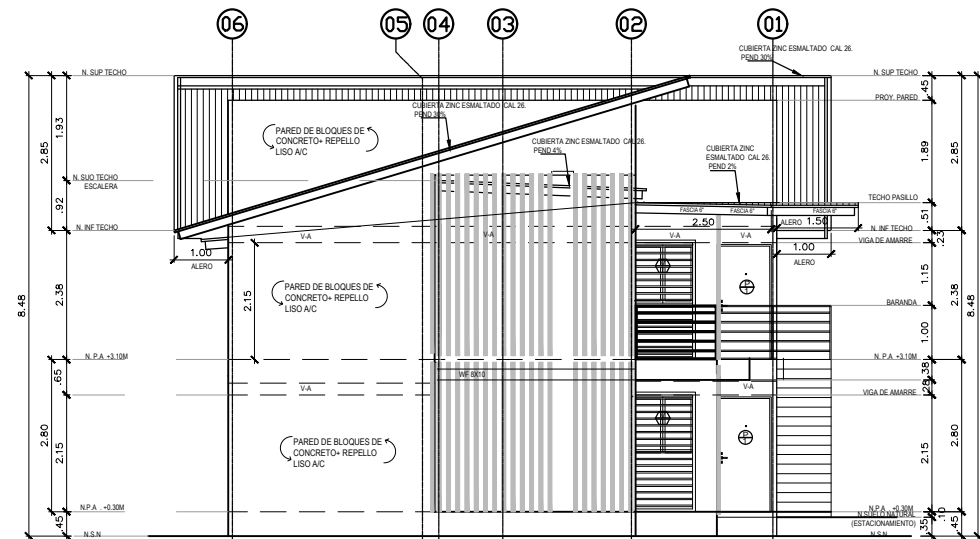 06 05 04 03 02 01
CUBIERTA ZINC ESMALTADO CAL 26.
PEND 30%
N. SUP TECHO
N. SUP TECHO
.45
PROY. PARED
CUBIERTA ZINC ESMALTADO CAL 26.
PEND 30%
1.93
2.85
PARED DE BLOQUES DE
CONCRETO+ REPELLO
LISO A/C
CUBIERTA ZINC ESMALTADO CAL 26.
PEND 4%
CUBIERTA ZINC
ESMALTADO CAL 26.
PEND 2%
1.89
2.85
N. SUO TECHO
ESCALERA
.92
TECHO PASILLO
FASCIA 6"
FASCIA 6"
FASCIA 6"
2.50
ALERO 1.50
.51
N. INF TECHO
N. INF TECHO
.23
V-A
V-A
V-A
V-A
VIGA DE AMARRE
1.00
ALERO
1.00
ALERO
8.48
2.38
2.15
PARED DE BLOQUES DE
CONCRETO+ REPELLO
LISO A/C
P
1.15
2.38
8.48
BARANDA
1.00
N. P.A +3.10M
N. P.A +3.10M
WF 8X10
.65
.38
.28
V-A
V-A
VIGA DE AMARRE
2.80
2.15
PARED DE BLOQUES DE
CONCRETO+ REPELLO
LISO A/C
P
2.15
2.80
N.P.A . +0.30M
N.P.A . +0.30M
N.SUELO NATURAL
(ESTACIONAMIENTO)
.10
.45
.35
.45
N.S.N
N.S.N